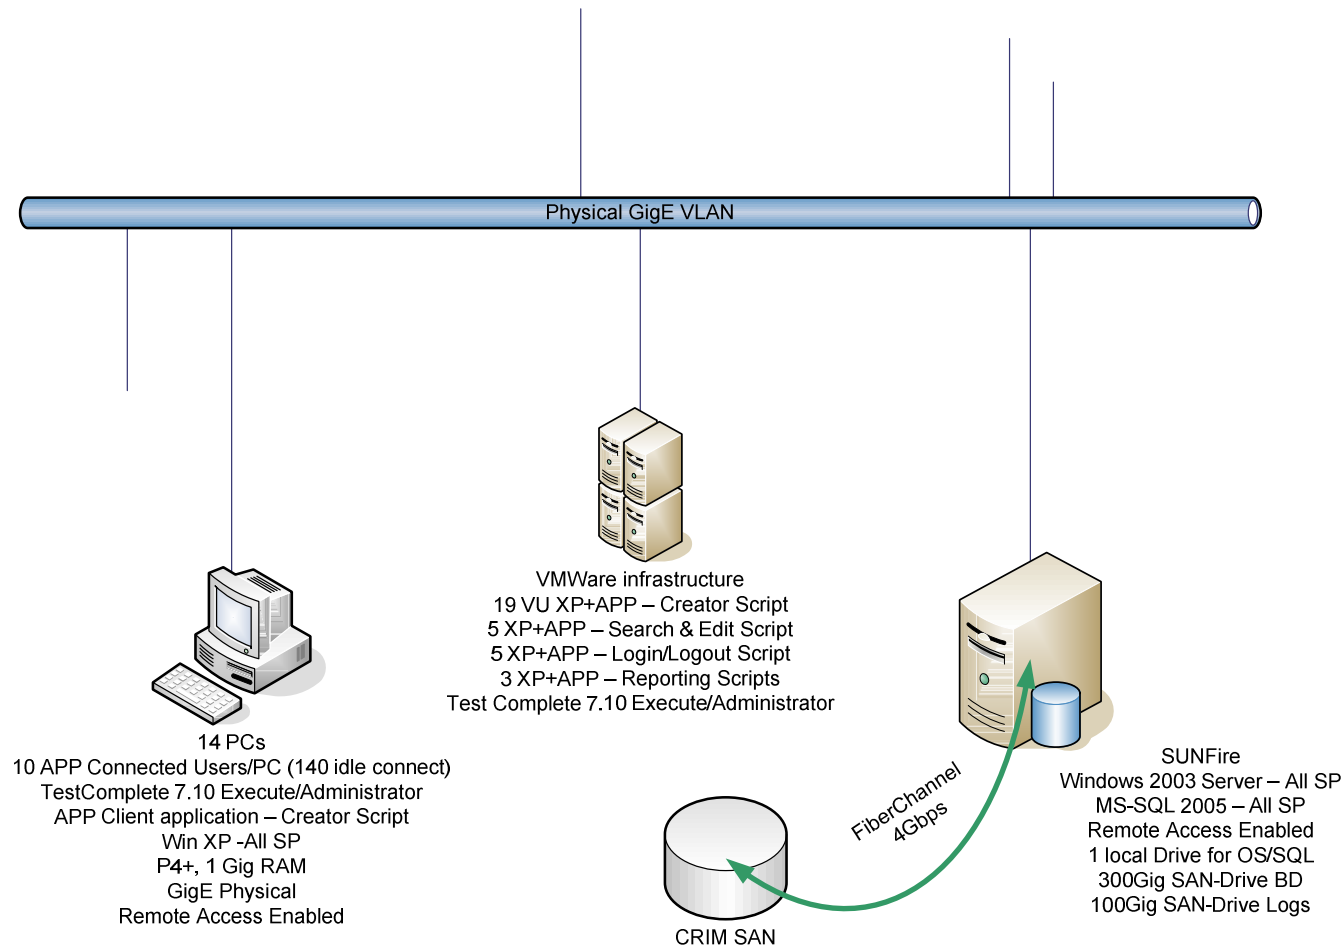 Physical GigE VLAN
VMWare infrastructure
19 VU XP+APP – Creator Script
5 XP+APP – Search & Edit Script
5 XP+APP – Login/Logout Script
3 XP+APP – Reporting Scripts
Test Complete 7.10 Execute/Administrator
14 PCs
10 APP Connected Users/PC (140 idle connect)
TestComplete 7.10 Execute/Administrator
APP Client application – Creator Script
Win XP -All SP
P4+, 1 Gig RAM
GigE Physical
Remote Access Enabled
FiberChannel
4Gbps
CRIM SAN
SUNFire
Windows 2003 Server – All SP
MS-SQL 2005 – All SP
Remote Access Enabled
1 local Drive for OS/SQL
300Gig SAN-Drive BD
100Gig SAN-Drive Logs